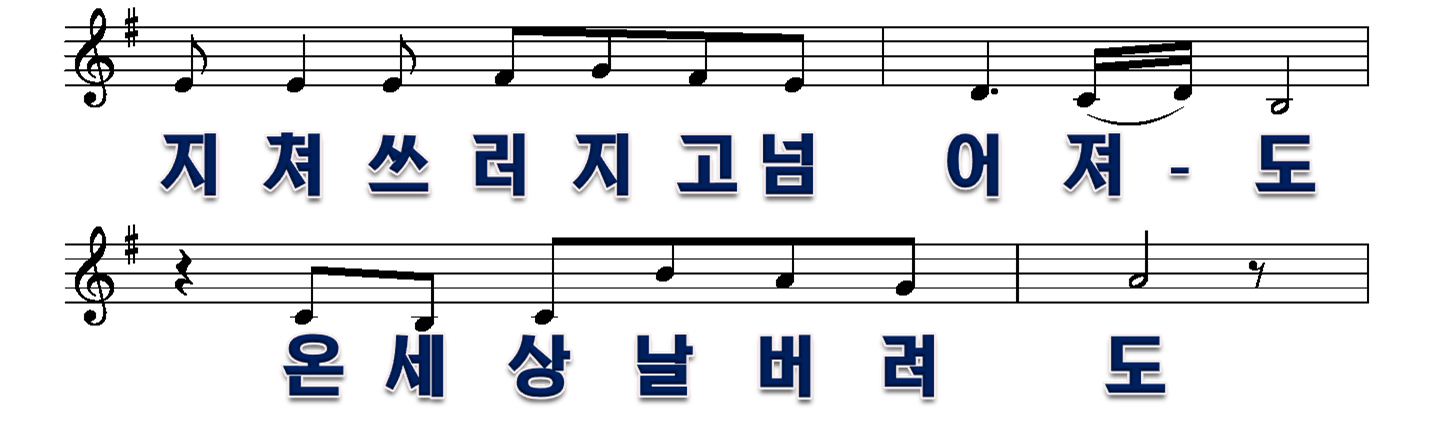 지 쳐 쓰 러 지 고 넘 어 져 - 도
온 세 상 날 버 려 도